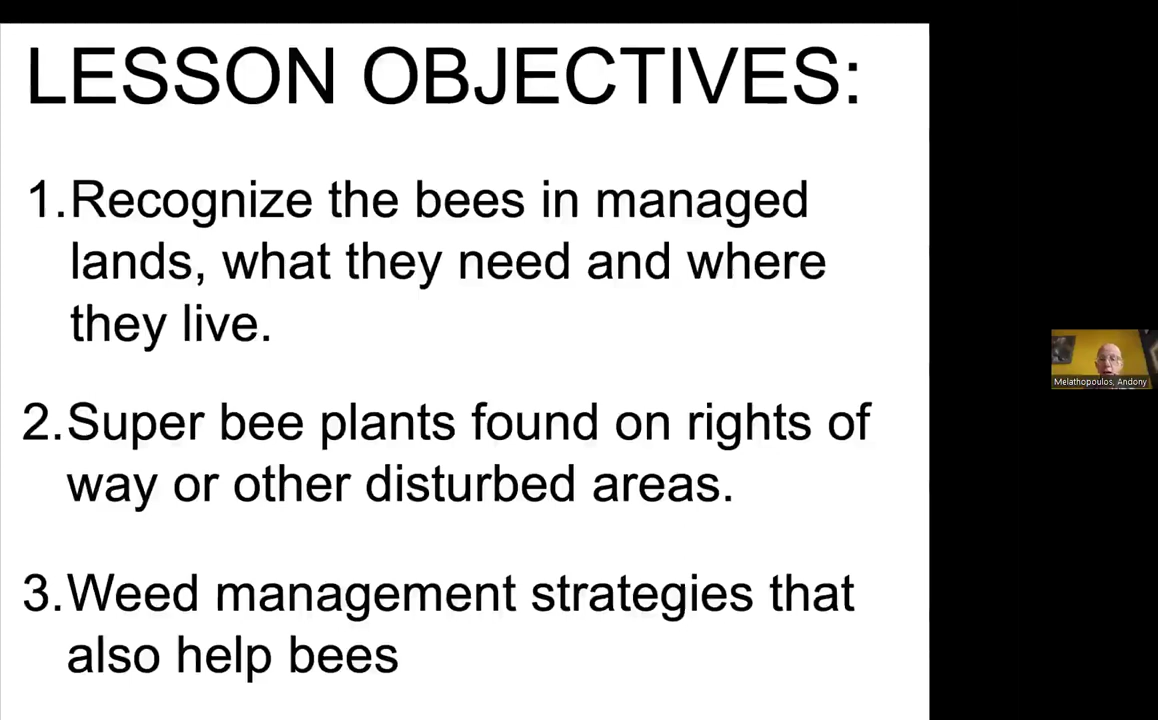 LESSON OBJECTIVES:
1.Recognize the bees in managed
lands, what they need and where
they live.
2.Super bee plants found on rights of
way or other disturbed areas.
3.Weed management strategies that
also help bees
Melathopoulos, Andony